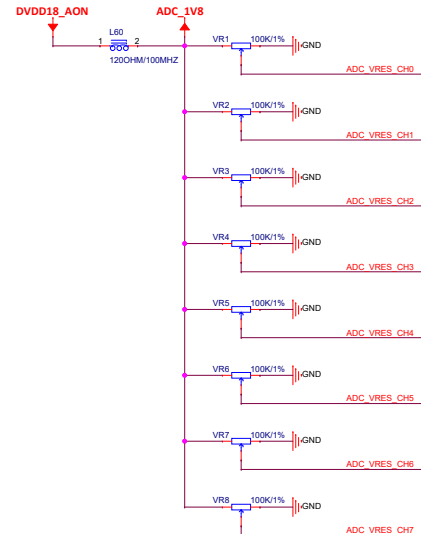 DVDD18_AON ADC_1V8
L60
1 2
120OHM/100MHZ
VR1 100K/1% GND
ADC_VRES_CH0
VR2 100K/1% GND
ADC_VRES_CH1
VR3 100K/1% GND
ADC_VRES_CH2
VR4 100K/1% GND
ADC_VRES_CH3
VR5 100K/1% GND
ADC_VRES_CH4
VR6 100K/1% GND
ADC_VRES_CH5
VR7 100K/1% GND
ADC_VRES_CH6
VR8 100K/1% GND
ADC_VRES_CH7